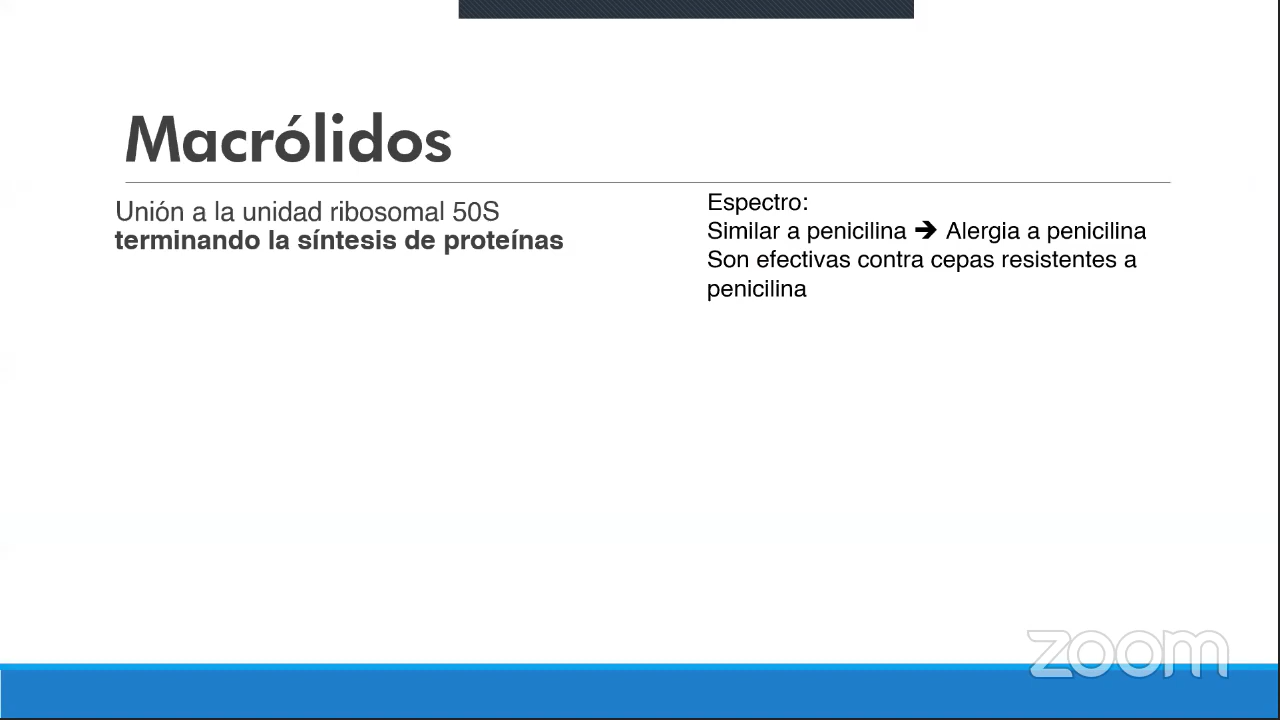 Macrólidos
Unión a la unidad ribosomal 50S
terminando la síntesis de proteínas
Espectro:
Similar a penicilina ➔ Alergia a penicilina
Son efectivas contra cepas resistentes a
penicilina
zoom